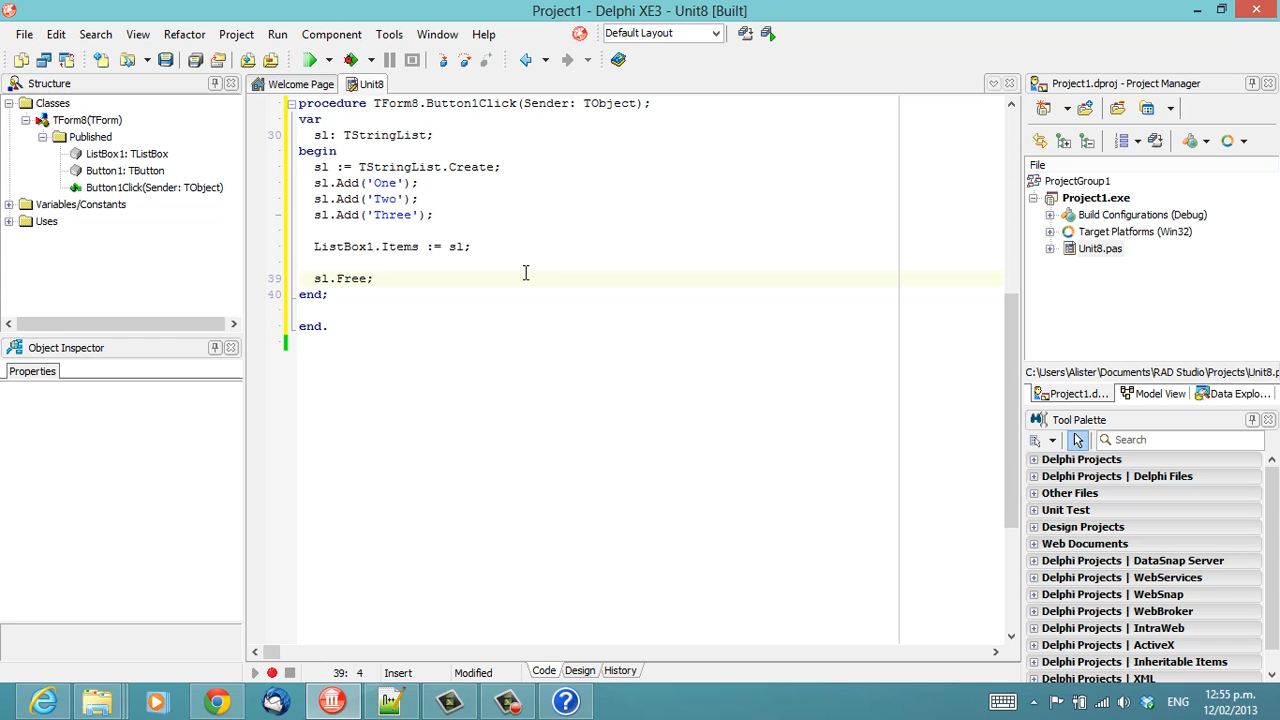 Project1 - Delphi XE3 - Unit8 [Built]
File Edit Search View Refactor Project Run Component Tools Window Help
Default Layout
Structure
Classes
TForm8(TForm)
Published
ListBox1: TListBox
Button1: TButton
Button1Click(Sender: TObject)
Variables/Constants
Uses
Object Inspector
Properties
Welcome Page Unit8
procedure TForm8.Button1Click(Sender: TObject);
var
30 sl: TStringList;
begin
sl := TStringList.Create;
sl.Add('One');
sl.Add('Two');
sl.Add('Three');
ListBox1.Items := sl;
39 sl.Free;
40 end;
end.
39: 4 Insert Modified Code Design History
Project1.dproj - Project Manager
File
ProjectGroup1
Project1.exe
Build Configurations (Debug)
Target Platforms (Win32)
Unit8.pas
C:\Users\Alister\Documents\RAD Studio\Projects\Unit8.p
Project1.d... Model View Data Explo...
Tool Palette
Search
Delphi Projects
Delphi Projects | Delphi Files
Other Files
Unit Test
Design Projects
Web Documents
Delphi Projects | DataSnap Server
Delphi Projects | WebServices
Delphi Projects | WebSnap
Delphi Projects | WebBroker
Delphi Projects | IntraWeb
Delphi Projects | ActiveX
Delphi Projects | Inheritable Items
Delphi Projects | XML
ENG
12:55 p.m.
12/02/2013